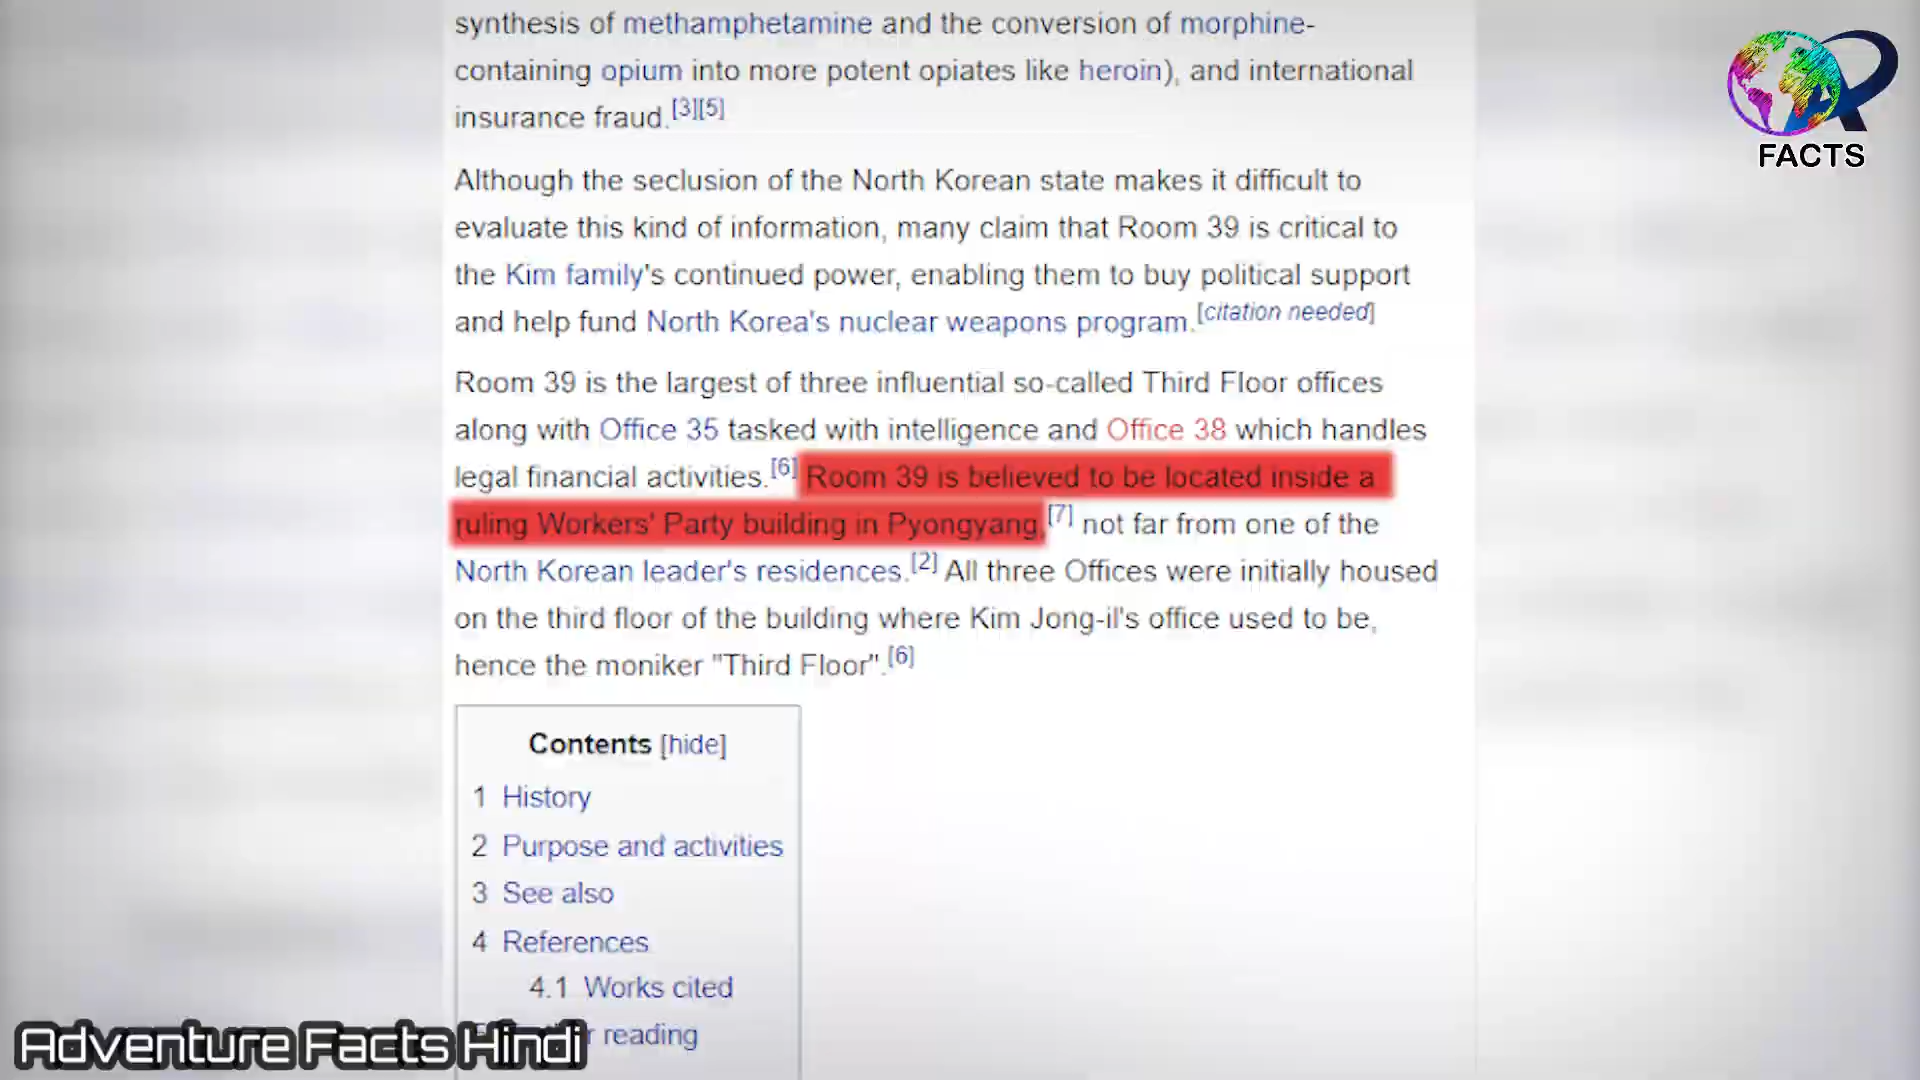 synthesis of methamphetamine and the conversion of morphine-
containing opium into more potent opiates like heroin), and international
insurance fraud.[3][5]
FACTS
Although the seclusion of the North Korean state makes it difficult to
evaluate this kind of information, many claim that Room 39 is critical to
the Kim family's continued power, enabling them to buy political support
and help fund North Korea's nuclear weapons program.[citation needed]
Room 39 is the largest of three influential so-called Third Floor offices
along with Office 35 tasked with intelligence and Office 38 which handles
legal financial activities.[6] Room 39 is believed to be located inside a
ruling Workers' Party building in Pyongyang,[7] not far from one of the
North Korean leader's residences.[2] All three Offices were initially housed
on the third floor of the building where Kim Jong-il's office used to be,
hence the moniker "Third Floor".[6]
Contents [hide]
1 History
2 Purpose and activities
3 See also
4 References
4.1 Works cited
reading
Adventure Facts Hindi